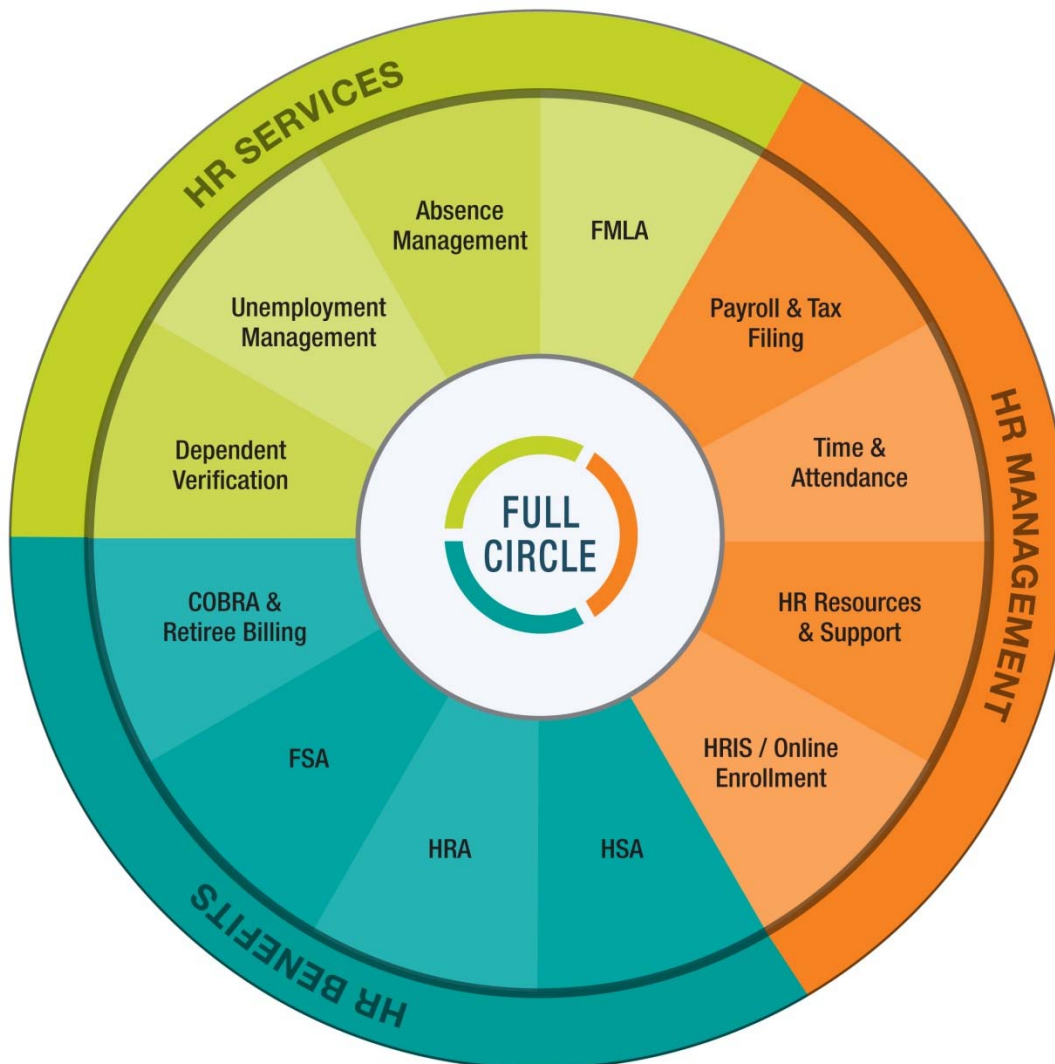 HR SERVICES
Absence
Management
FMLA
Unemployment
Management
Dependent
Verification
HR MANAGEMENT
Payroll & Tax
Filing
Time &
Attendance
HR Resources
& Support
HRIS / Online
Enrollment
FULL
CIRCLE
COBRA &
Retiree Billing
FSA
HRA
HSA
HR BENEFITS